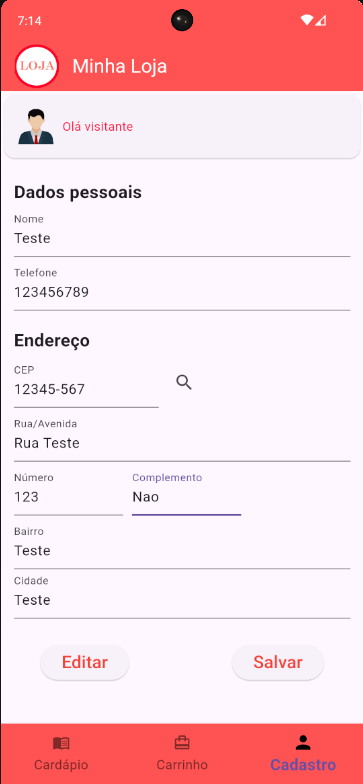 7:14
LOJA Minha Loja
Olá visitante
Dados pessoais
Nome
Teste
Telefone
123456789
Endereço
CEP
12345-567
Rua/Avenida
Rua Teste
Número Complemento
123 Nao
Bairro
Teste
Cidade
Teste
Editar Salvar
Cardápio Carrinho Cadastro